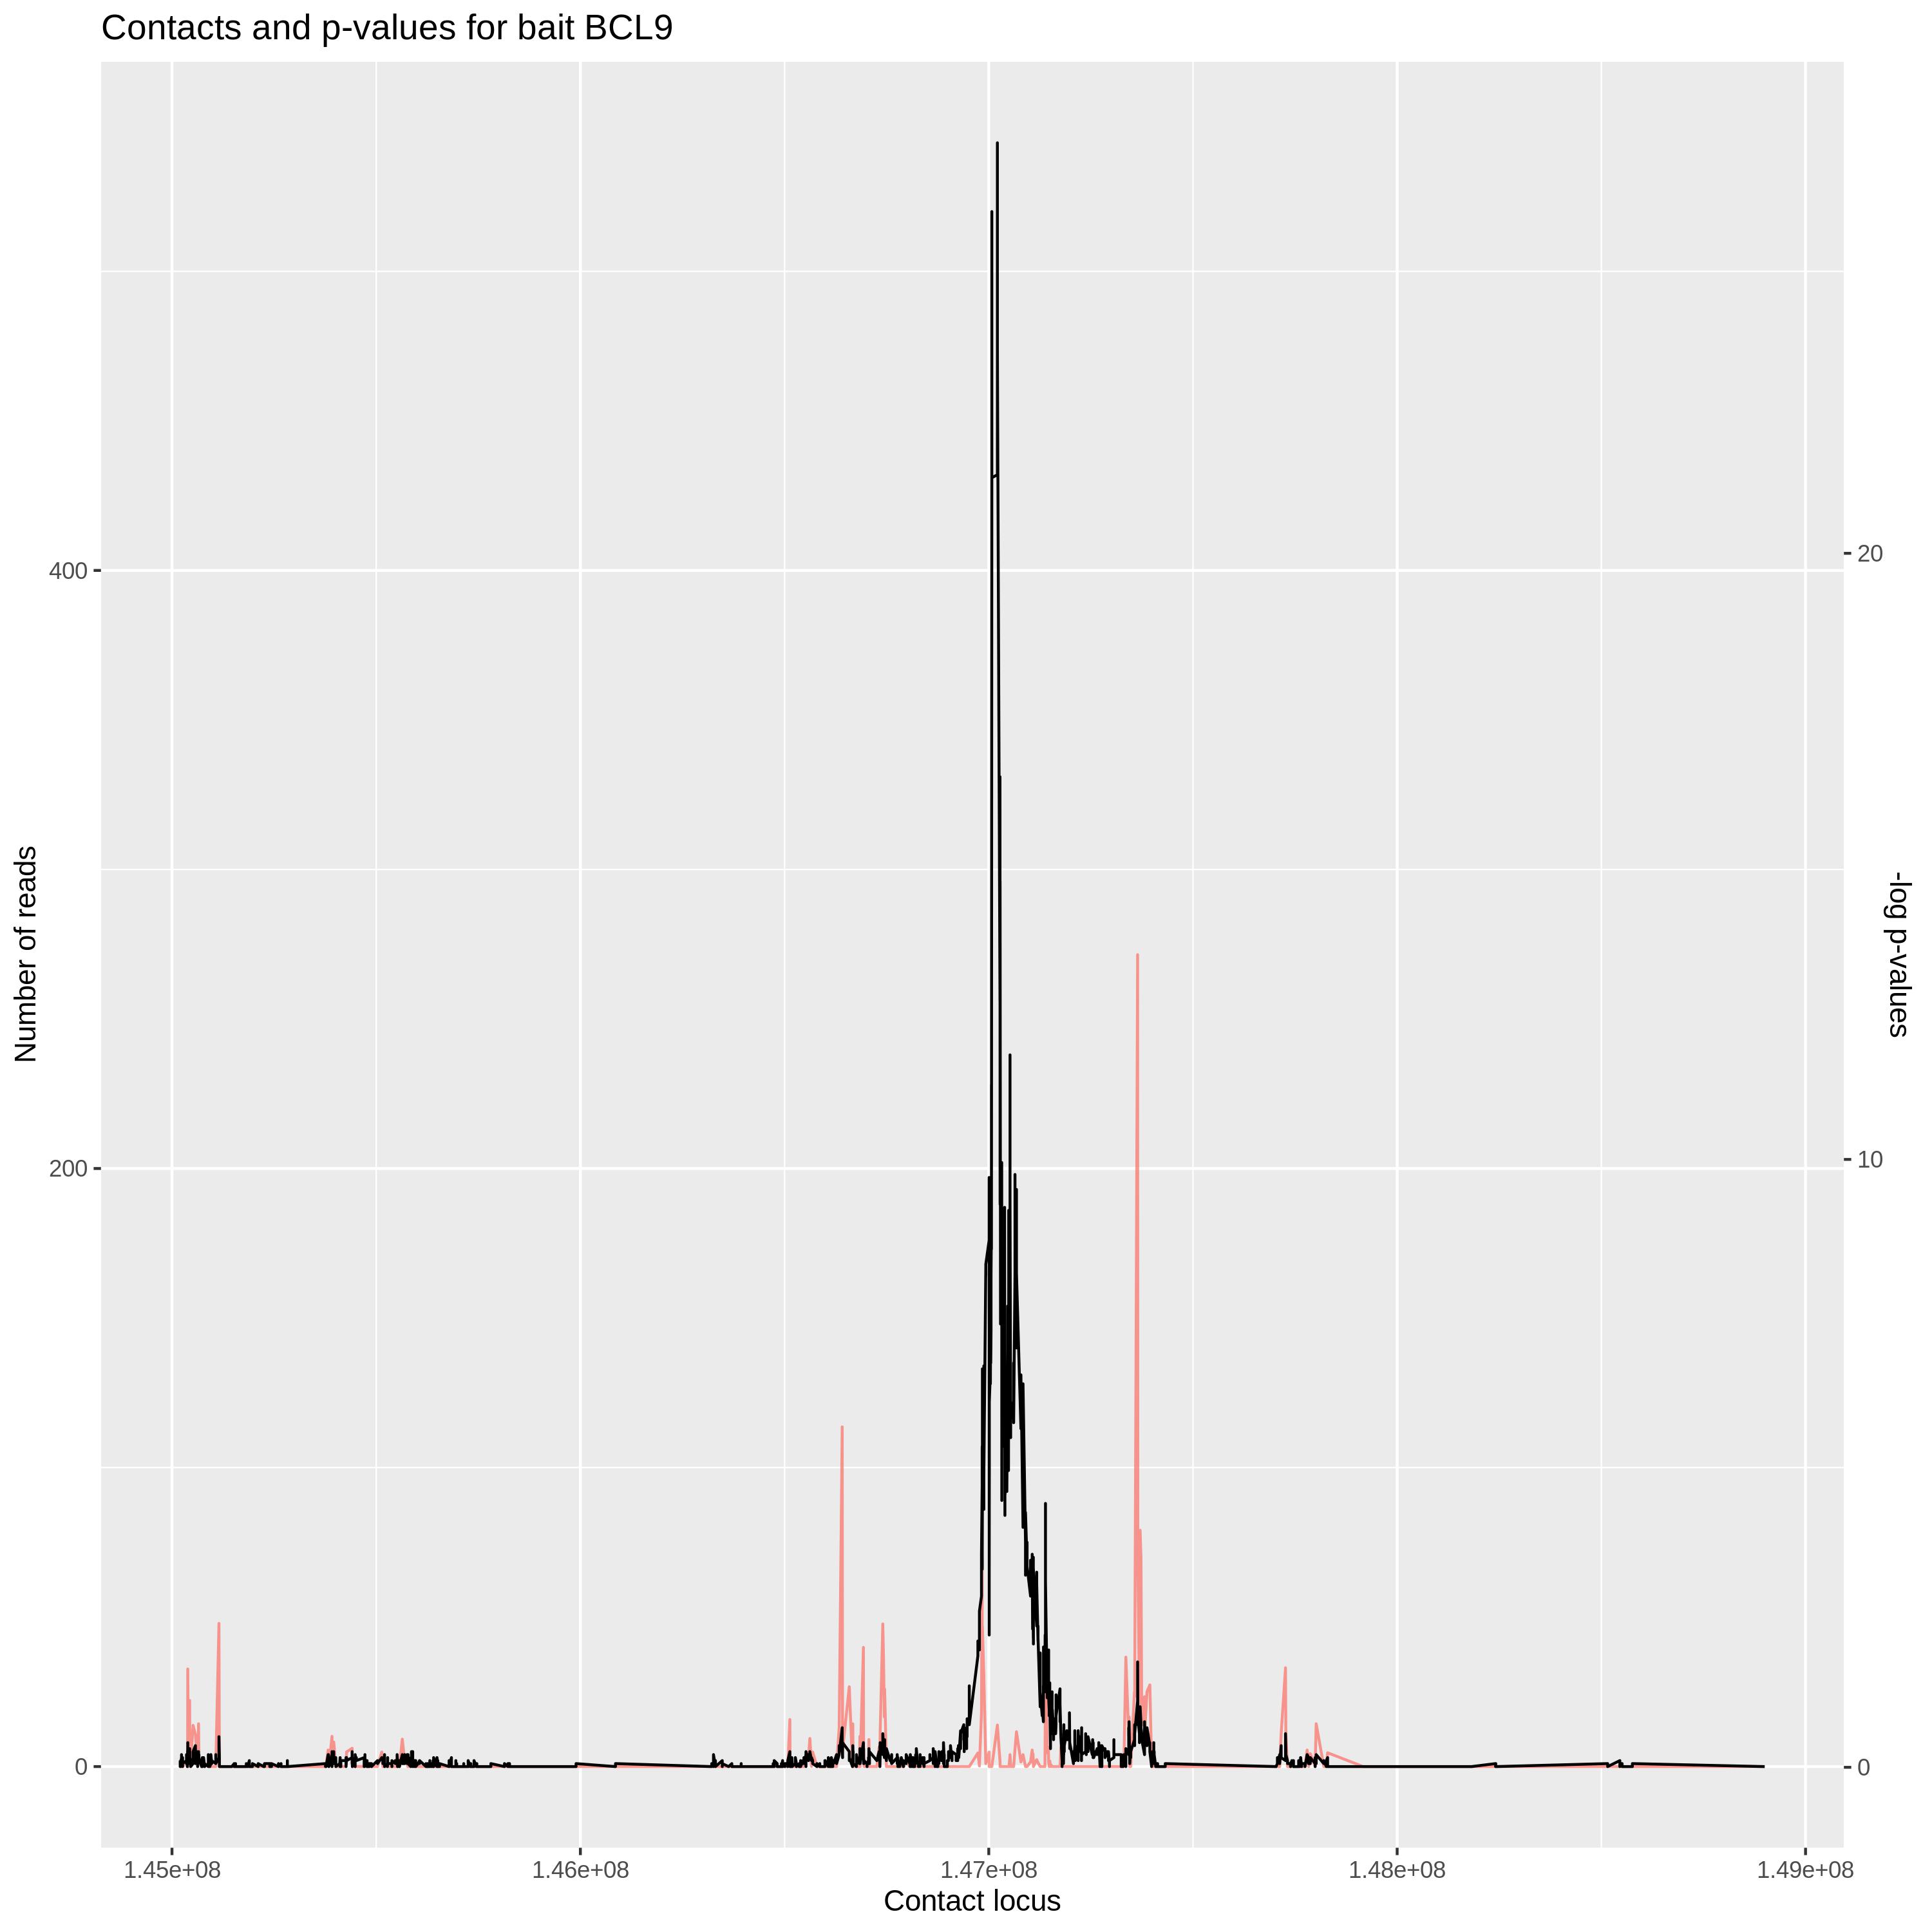 Contacts and p-values for bait BCL9
Number of reads
400
200
0
20
10
0
-log p-values
1.45e+08
1.46e+08
1.47e+08
1.48e+08
1.49e+08
Contact locus